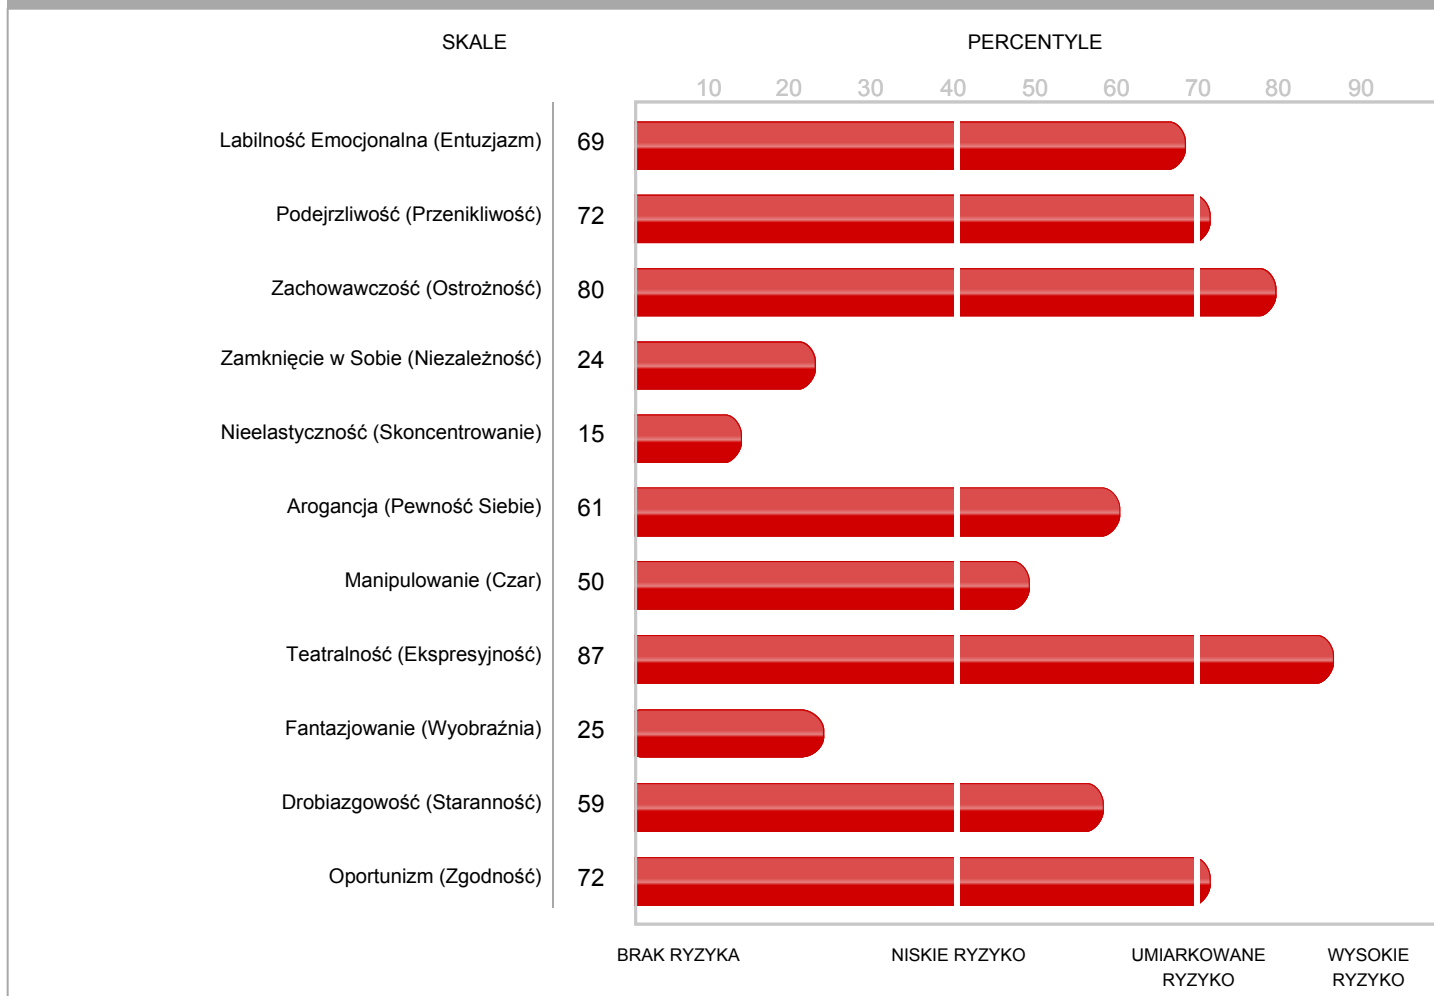 SKALE PERCENTYLE
10 20 30 40 50 60 70 80 90
Labilność Emocjonalna (Entuzjazm) 69
Podejrzliwość (Przenikliwość) 72
Zachowawczość (Ostrożność) 80
Zamknięcie w Sobie (Niezależność) 24
Nieelastyczność (Skoncentrowanie) 15
Arogancja (Pewność Siebie) 61
Manipulowanie (Czar) 50
Teatralność (Ekspresyjność) 87
Fantazjowanie (Wyobraźnia) 25
Drobiazgowość (Staranność) 59
Oportunizm (Zgodność) 72
BRAK RYZYKA NISKIE RYZYKO UMIARKOWANE WYSOKIE
RYZYKO RYZYKO